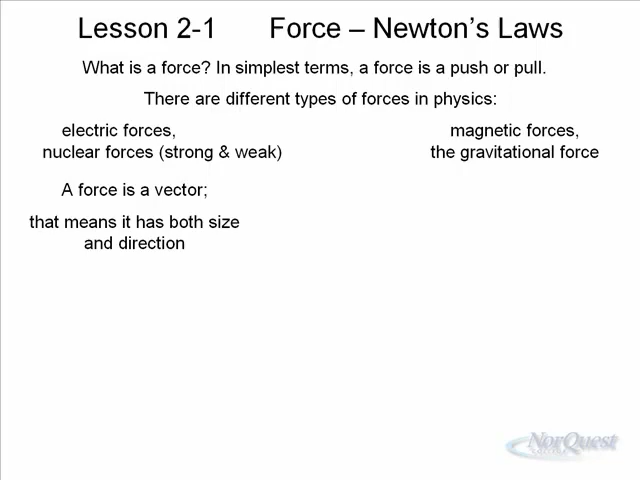 Lesson 2-1 Force – Newton's Laws
What is a force? In simplest terms, a force is a push or pull.
There are different types of forces in physics:
electric forces,
nuclear forces (strong & weak)
magnetic forces,
the gravitational force
A force is a vector;
that means it has both size
and direction
NorQuest
COLLEGE